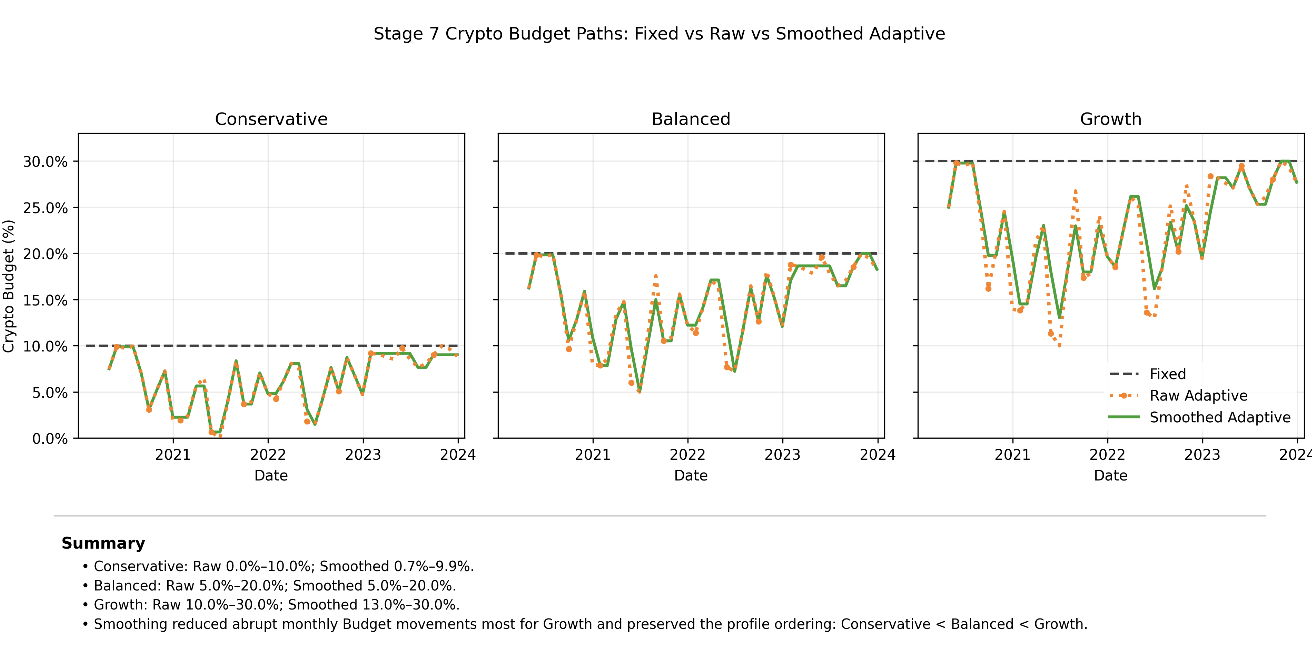 Stage 7 Crypto Budget Paths: Fixed vs Raw vs Smoothed Adaptive
Conservative
Balanced
Growth
Crypto Budget (%)
30.0%
25.0%
20.0%
15.0%
10.0%
5.0%
0.0%
Fixed
Raw Adaptive
Smoothed Adaptive
2021 2022 2023 2024
2021 2022 2023 2024
2021 2022 2023 2024
Date
Date
Date
Summary
• Conservative: Raw 0.0%–10.0%; Smoothed 0.7%–9.9%.
• Balanced: Raw 5.0%–20.0%; Smoothed 5.0%–20.0%.
• Growth: Raw 10.0%–30.0%; Smoothed 13.0%–30.0%.
• Smoothing reduced abrupt monthly Budget movements most for Growth and preserved the profile ordering: Conservative < Balanced < Growth.